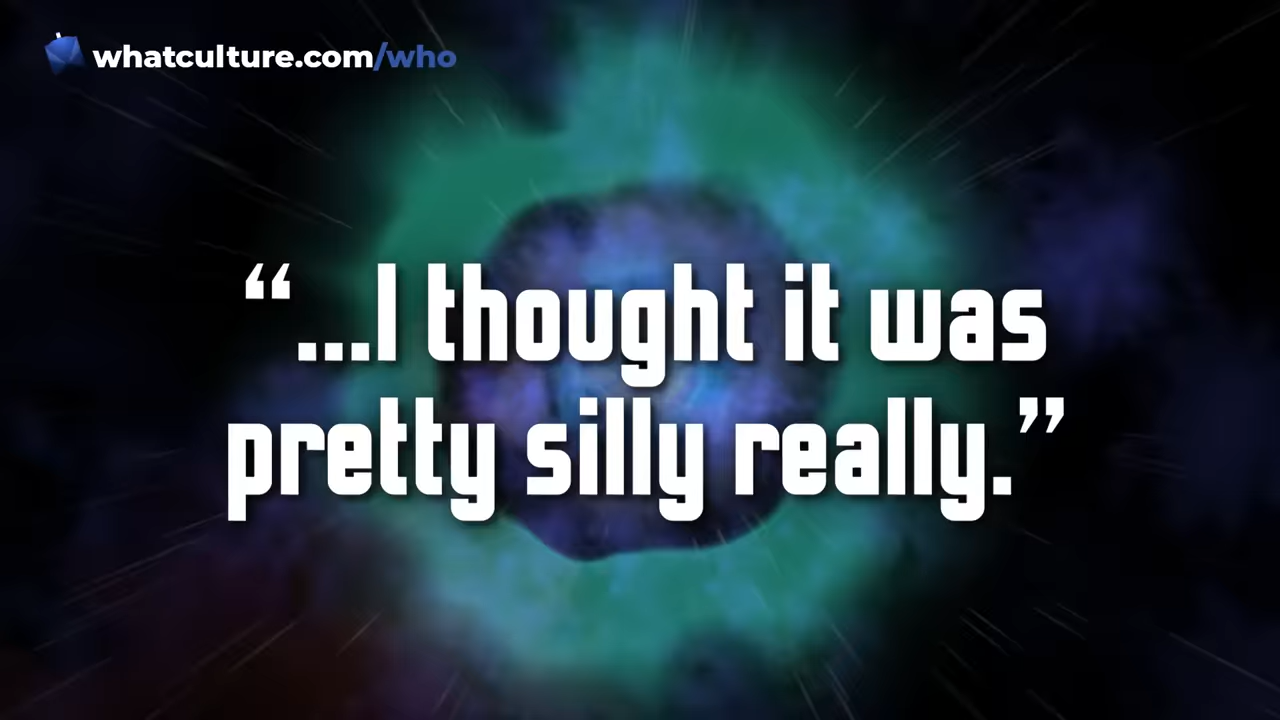 whatculture.com/who
“...I thought it was
pretty silly really.”